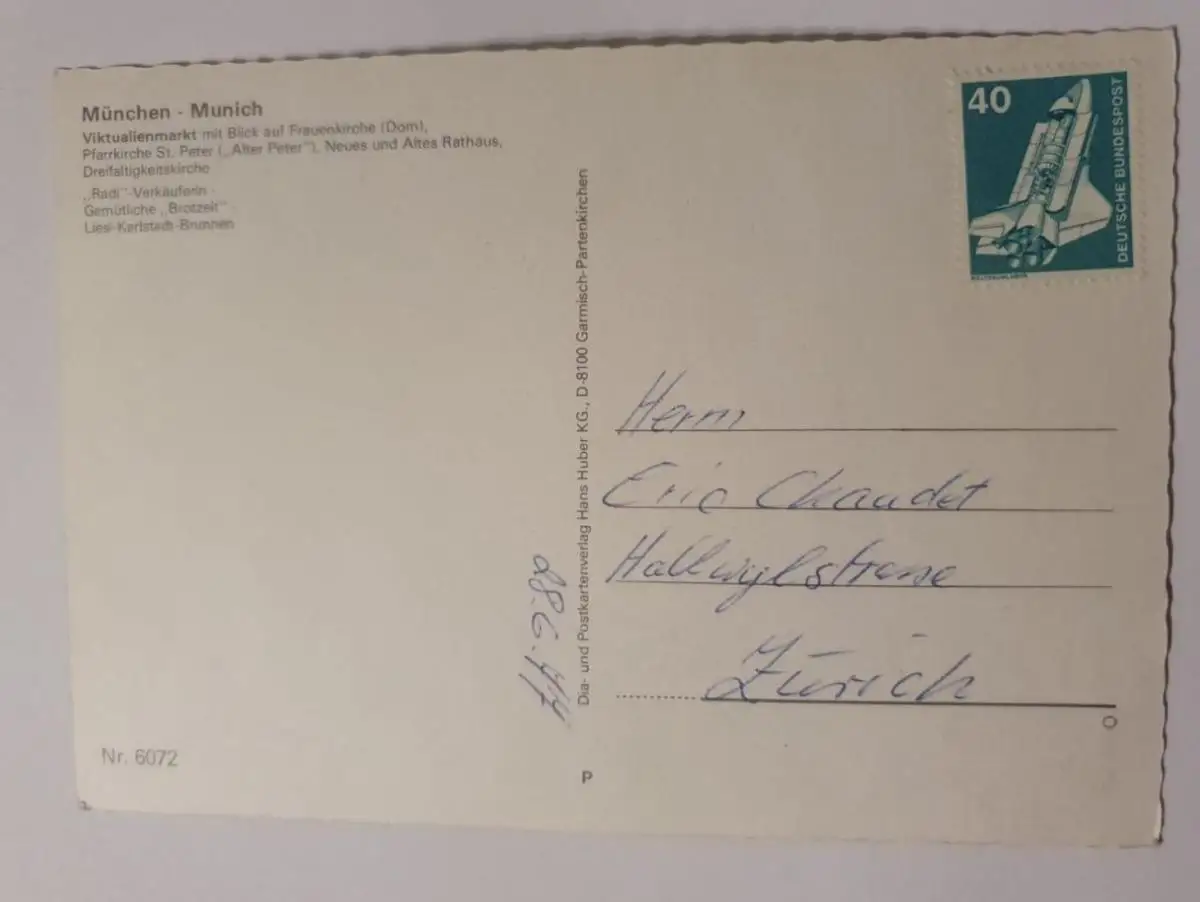 München - Munich
Viktualienmarkt mit Blick auf Frauenkirche (Dom),
Pfarrkirche St. Peter („Alter Peter"), Neues und Altes Rathaus,
Dreifaltigkeitskirche
„Radi"-Verkäuferin -
Gemütliche „Brotzeit"
Liesl-Karlstadt-Brunnen
Nr. 6072
Dia- und Postkartenverlag Hans Huber KG., D-8100 Garmisch-Partenkirchen
P
40
DEUTSCHE BUNDESPOST
Herrn
Eric Chaudet
Hallwylstrasse
Zürich